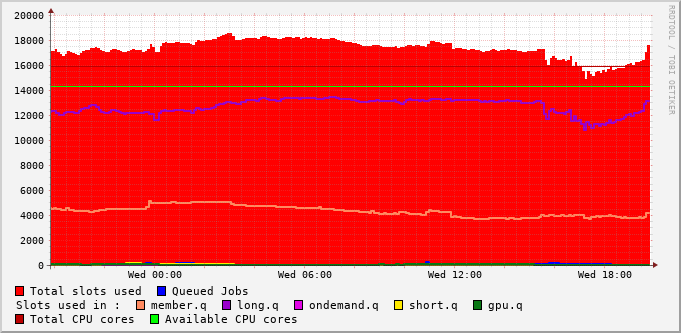 20000
18000
16000
14000
12000
10000
8000
6000
4000
2000
0
Wed 00:00 Wed 06:00 Wed 12:00 Wed 18:00
RRDTOOL / TOBI OETIKER
Total slots used Queued Jobs
Slots used in : member.q long.q ondemand.q short.q gpu.q
Total CPU cores Available CPU cores